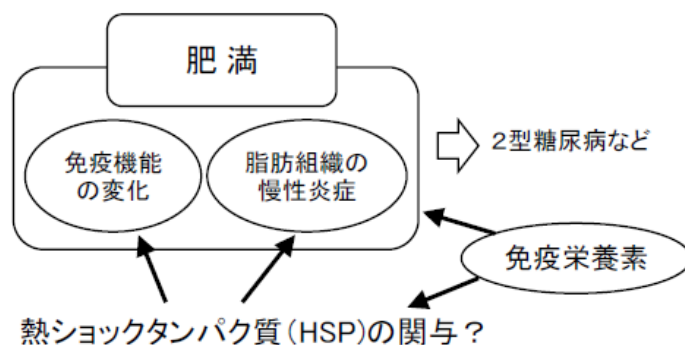 肥満
免疫機能
の変化
脂肪組織の
慢性炎症
２型糖尿病など
免疫栄養素
熱ショックタンパク質(HSP)の関与？